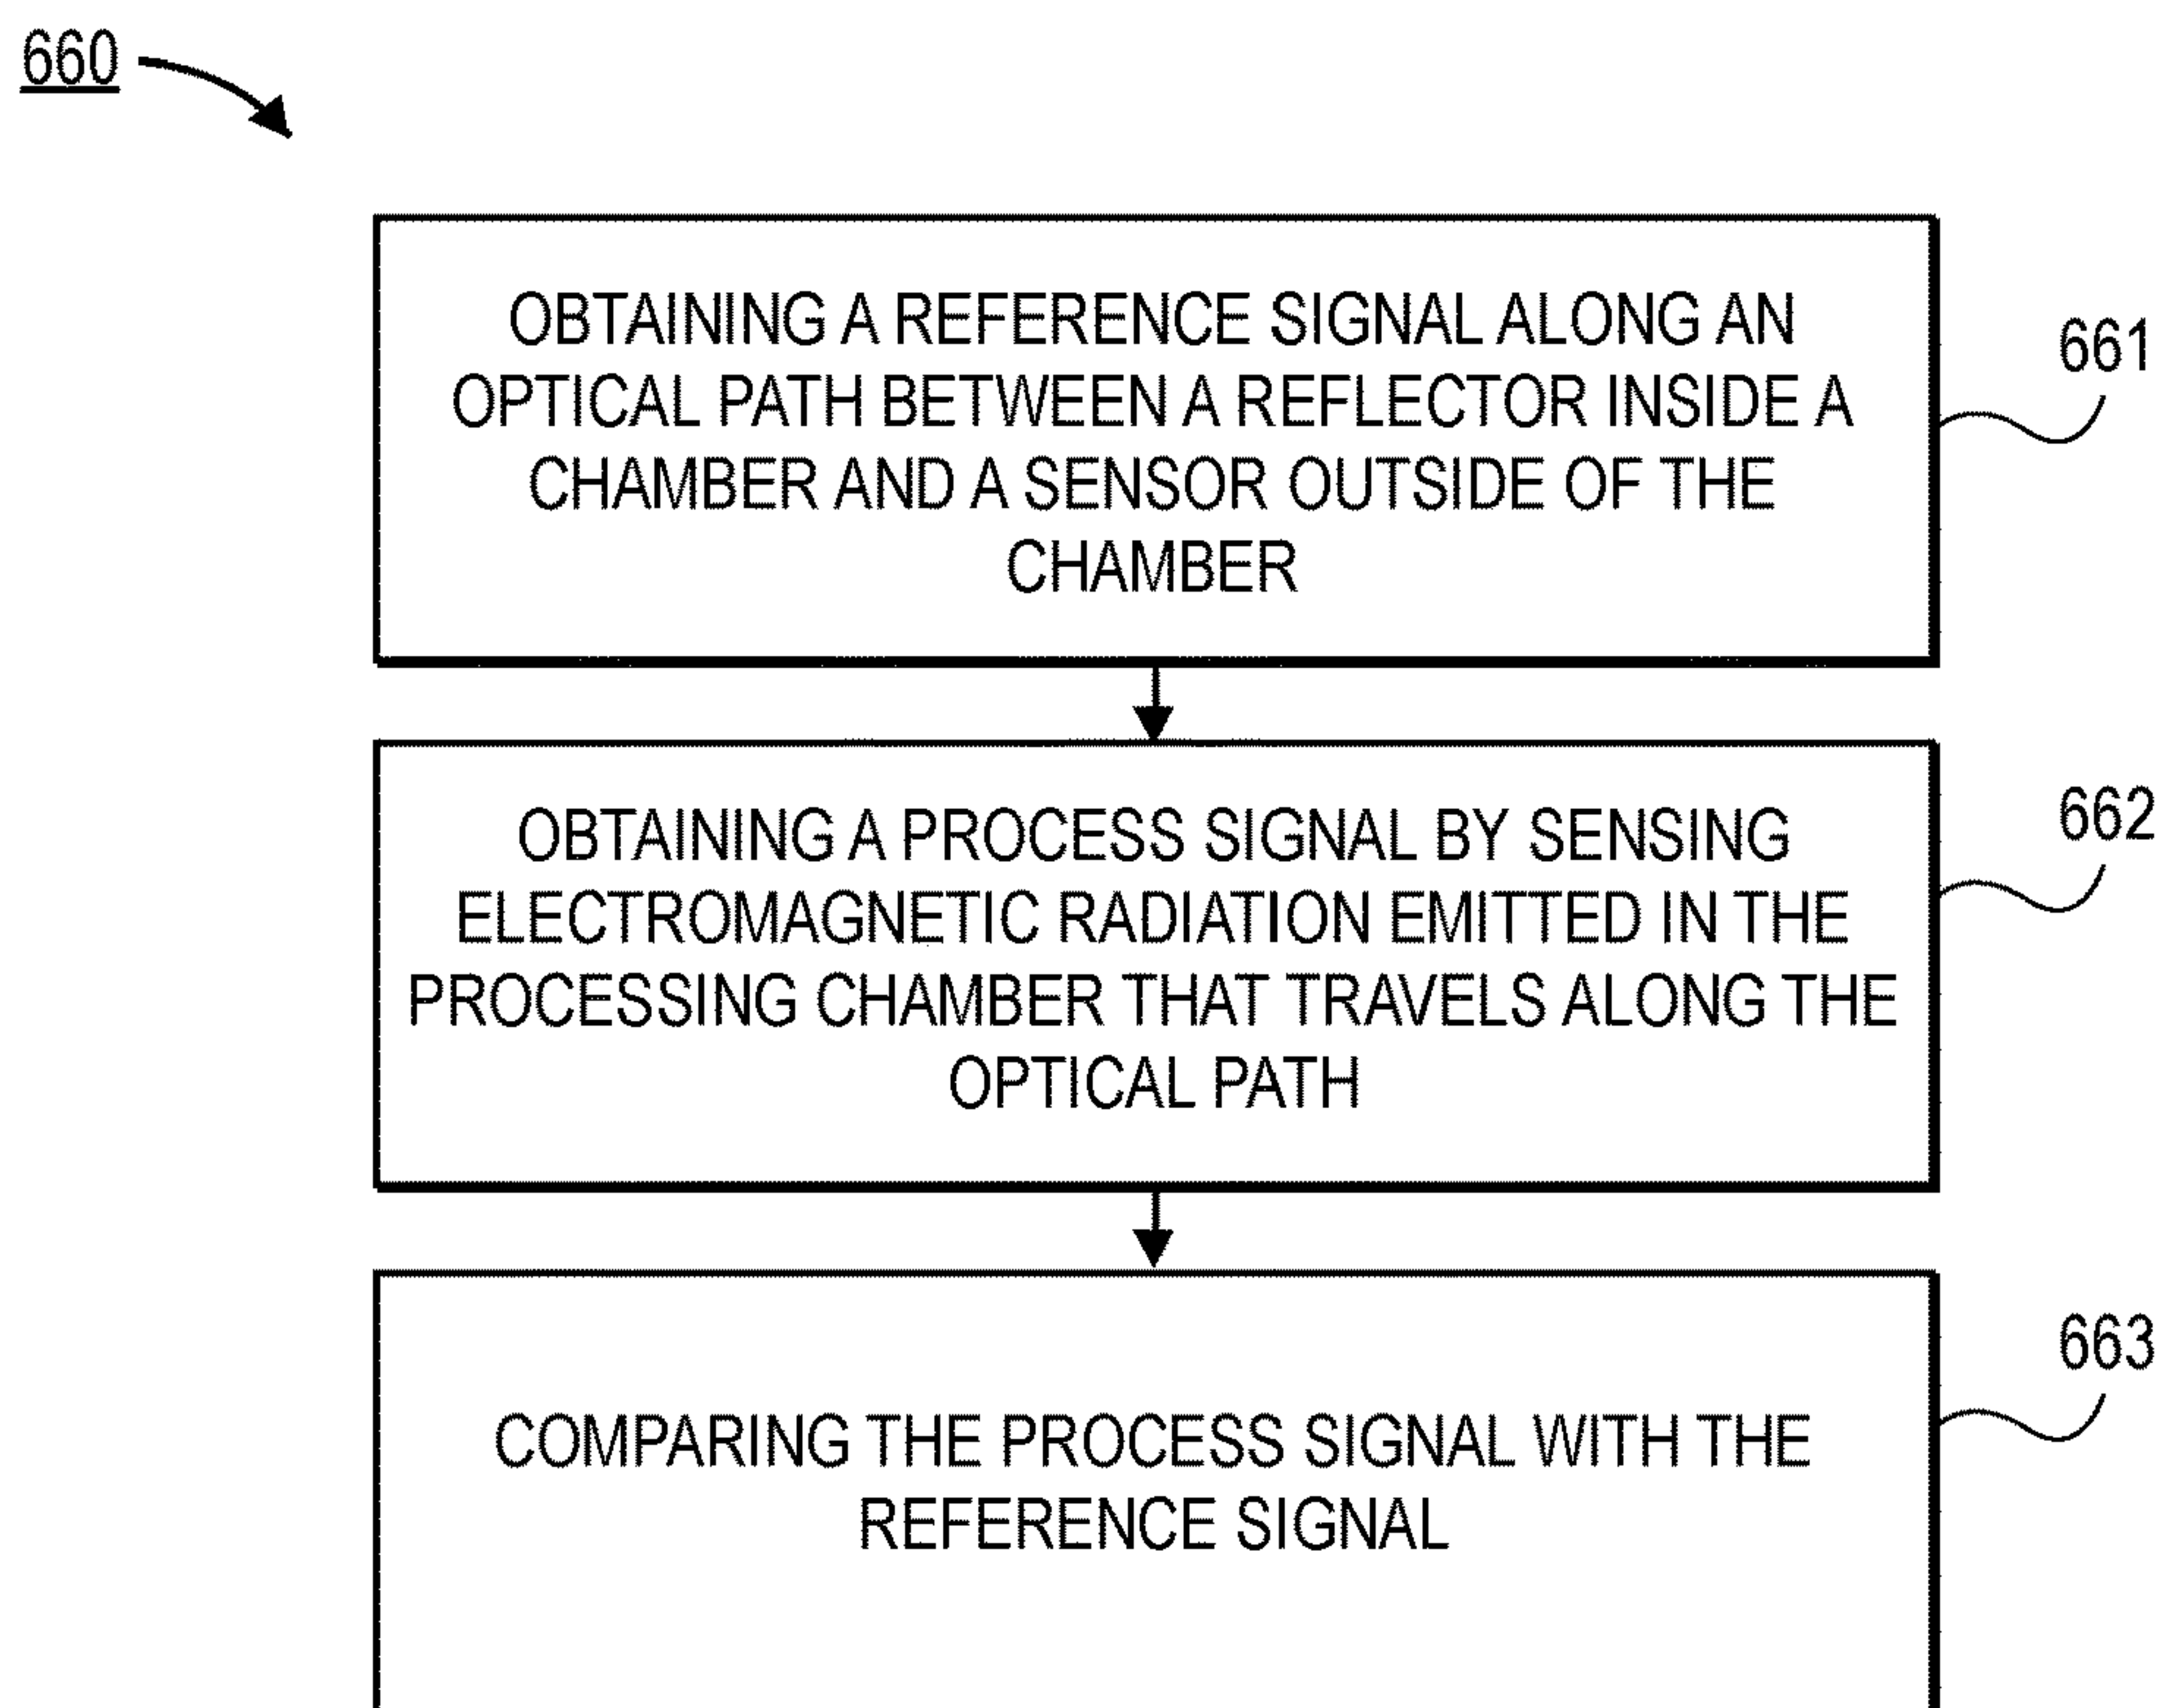 660
OBTAINING A REFERENCE SIGNAL ALONG AN
OPTICAL PATH BETWEEN A REFLECTOR INSIDE A
CHAMBER AND A SENSOR OUTSIDE OF THE
CHAMBER
661
OBTAINING A PROCESS SIGNAL BY SENSING
ELECTROMAGNETIC RADIATION EMITTED IN THE
PROCESSING CHAMBER THAT TRAVELS ALONG THE
OPTICAL PATH
662
COMPARING THE PROCESS SIGNAL WITH THE
REFERENCE SIGNAL
663